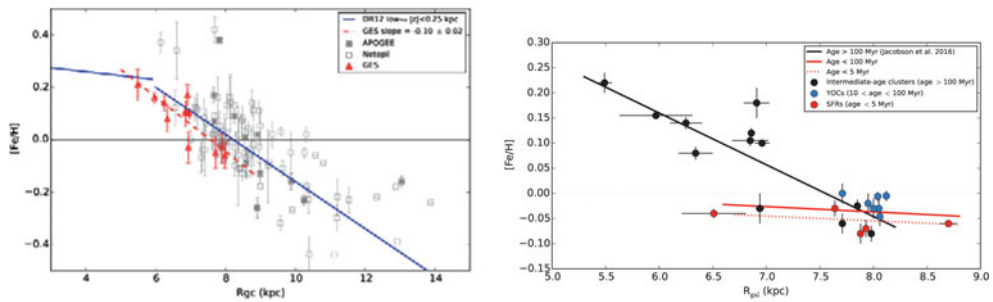 DR12 low-α |z|<0.25 kpc
GES slope = -0.10 ± 0.02
APOGEE
Netopil
GES
0.4
0.2
0.0
-0.2
-0.4
[Fe/H]
4
6
8
10
12
14
Rgc (kpc)
Age > 100 Myr (Jacobson et al. 2016)
Age < 100 Myr
Age < 5 Myr
Intermediate-age clusters (age > 100 Myr)
YOCs (10 < age < 100 Myr)
SFRs (age < 5 Myr)
0.30
0.25
0.20
0.15
0.10
0.05
0.00
-0.05
-0.10
-0.15
[Fe/H]
5.0
5.5
6.0
6.5
7.0
7.5
8.0
8.5
R_gal (kpc)